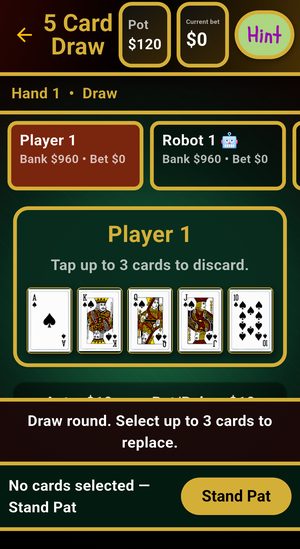 5 Card Draw
Pot
$120
Current bet
$0
Hint
Hand 1 • Draw
Player 1
Bank $960 • Bet $0
Robot 1 🤖
Bank $960 • Bet $0
Player 1
Tap up to 3 cards to discard.
A K Q J 10
Draw round. Select up to 3 cards to
replace.
No cards selected —
Stand Pat
Stand Pat